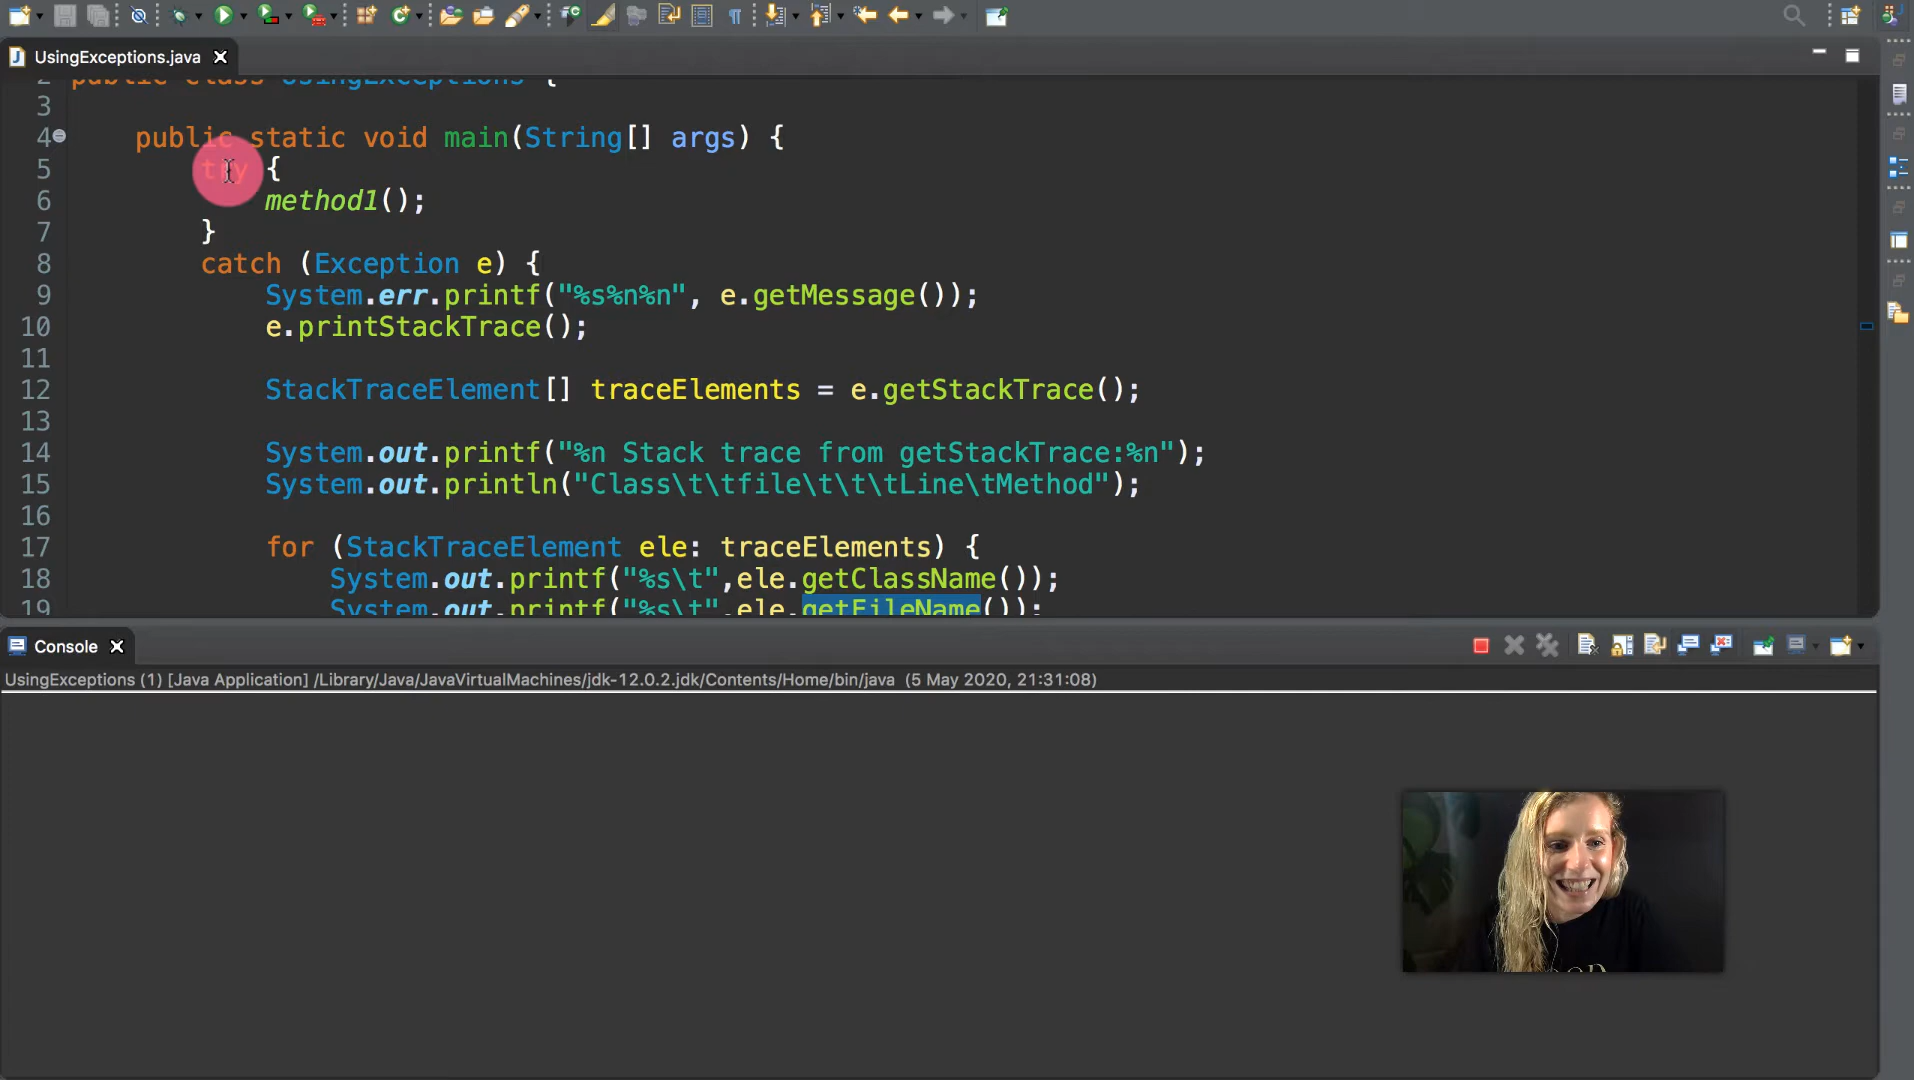 UsingExceptions.java
2 public class UsingExceptions {
3
4 public static void main(String[] args) {
5 try {
6 method1();
7 }
8 catch (Exception e) {
9 System.err.printf("%s%n%n", e.getMessage());
10 e.printStackTrace();
11
12 StackTraceElement[] traceElements = e.getStackTrace();
13
14 System.out.printf("%n Stack trace from getStackTrace:%n");
15 System.out.println("Class\t\tfile\t\t\tLine\tMethod");
16
17 for (StackTraceElement ele: traceElements) {
18 System.out.printf("%s\t",ele.getClassName());
19 System.out.printf("%s\t",ele.getFileName());
Console
UsingExceptions (1) [Java Application] /Library/Java/JavaVirtualMachines/jdk-12.0.2.jdk/Contents/Home/bin/java (5 May 2020, 21:31:08)